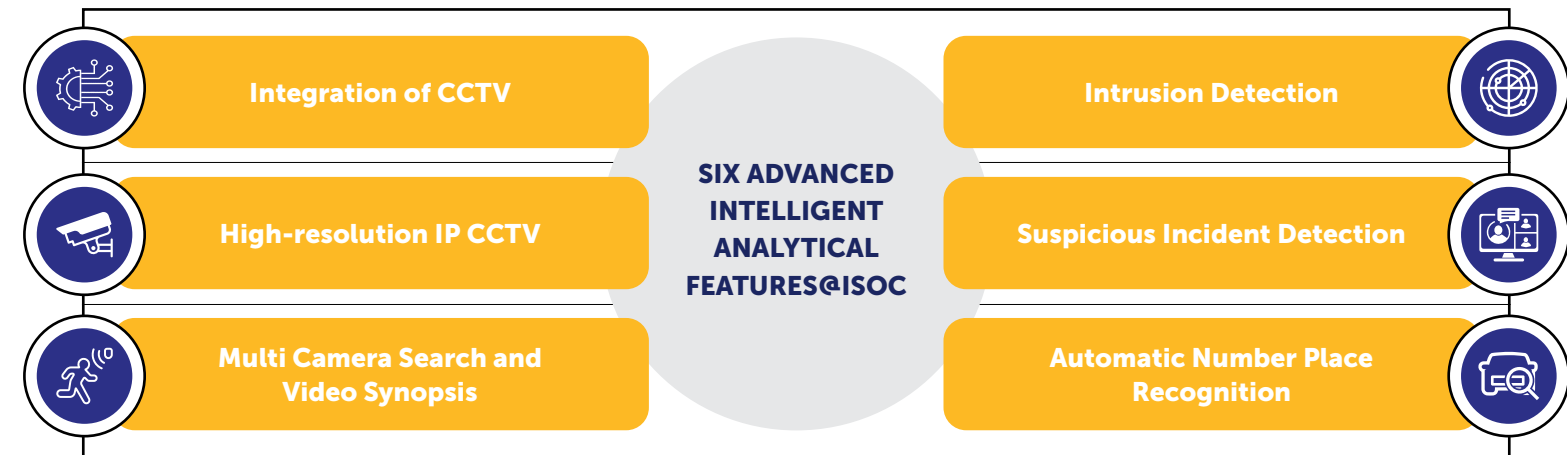 Integration of CCTV
High-resolution IP CCTV
Multi Camera Search and
Video Synopsis
SIX ADVANCED
INTELLIGENT
ANALYTICAL
FEATURES@ISOC
Intrusion Detection
Suspicious Incident Detection
Automatic Number Place
Recognition